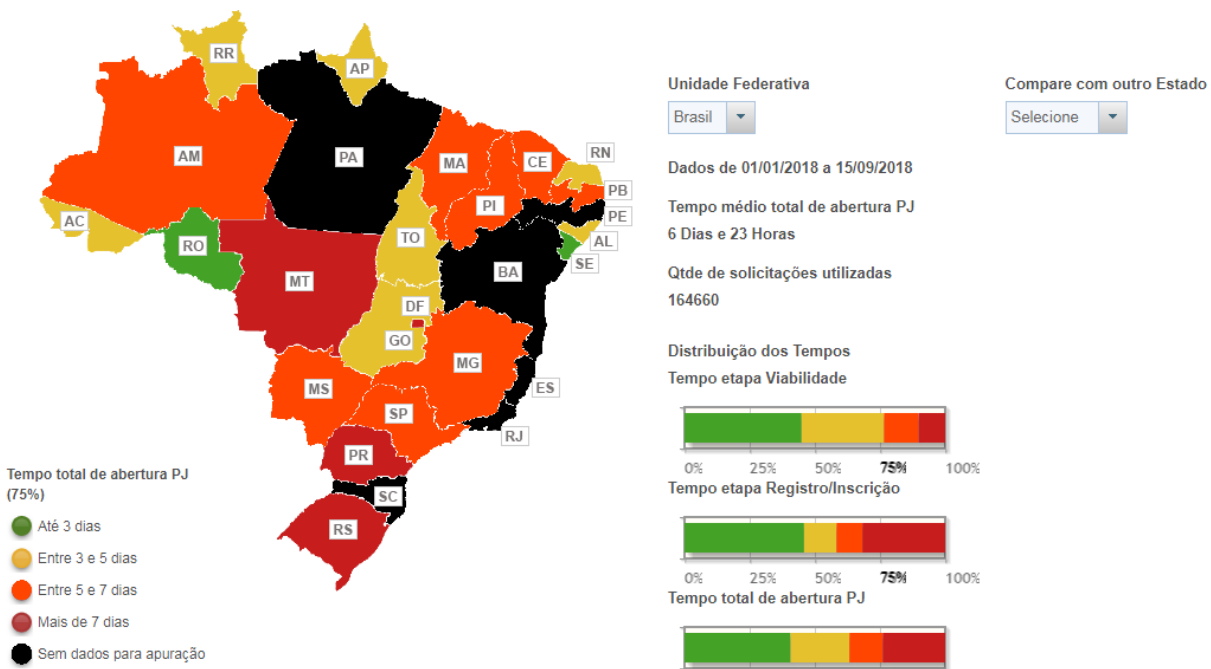 RR
AP
AM
PA
MA
CE
RN
PB
PI
PE
AC
TO
AL
RO
SE
BA
MT
DF
GO
MG
MS
ES
SP
RJ
PR
SC
RS
Tempo total de abertura PJ
(75%)
Até 3 dias
Entre 3 e 5 dias
Entre 5 e 7 dias
Mais de 7 dias
Sem dados para apuração
Unidade Federativa
Brasil
Compare com outro Estado
Selecione
Dados de 01/01/2018 a 15/09/2018
Tempo médio total de abertura PJ
6 Dias e 23 Horas
Qtde de solicitações utilizadas
164660
Distribuição dos Tempos
Tempo etapa Viabilidade
0% 25% 50% 75% 100%
Tempo etapa Registro/Inscrição
0% 25% 50% 75% 100%
Tempo total de abertura PJ